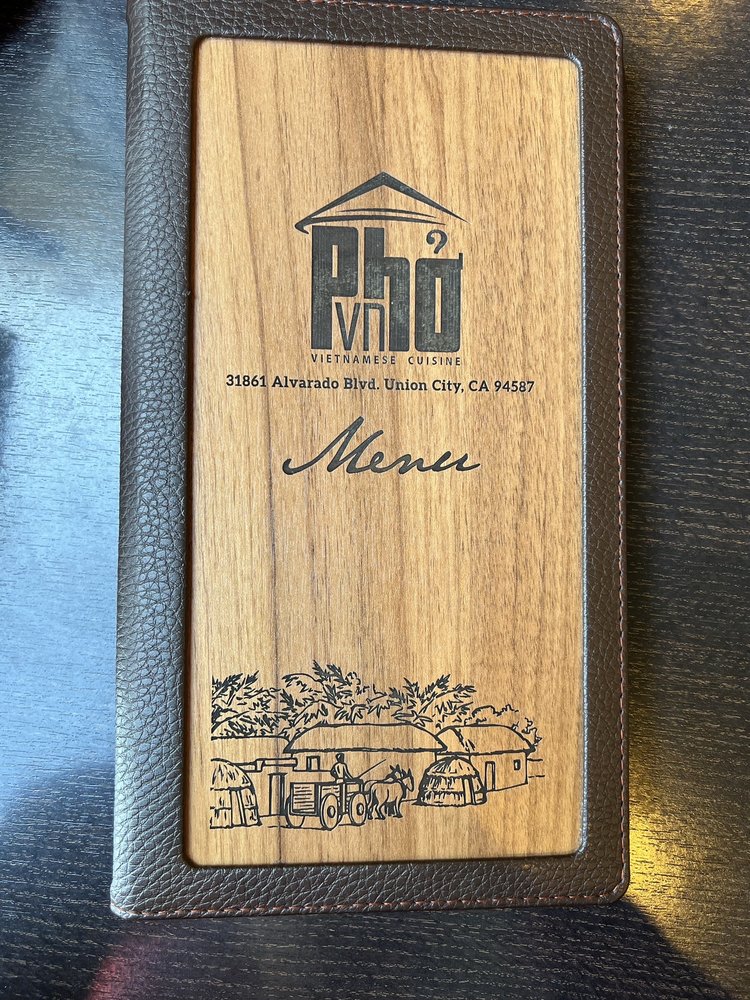 Phở
vn
VIETNAMESE CUISINE
31861 Alvarado Blvd. Union City, CA 94587
Menu